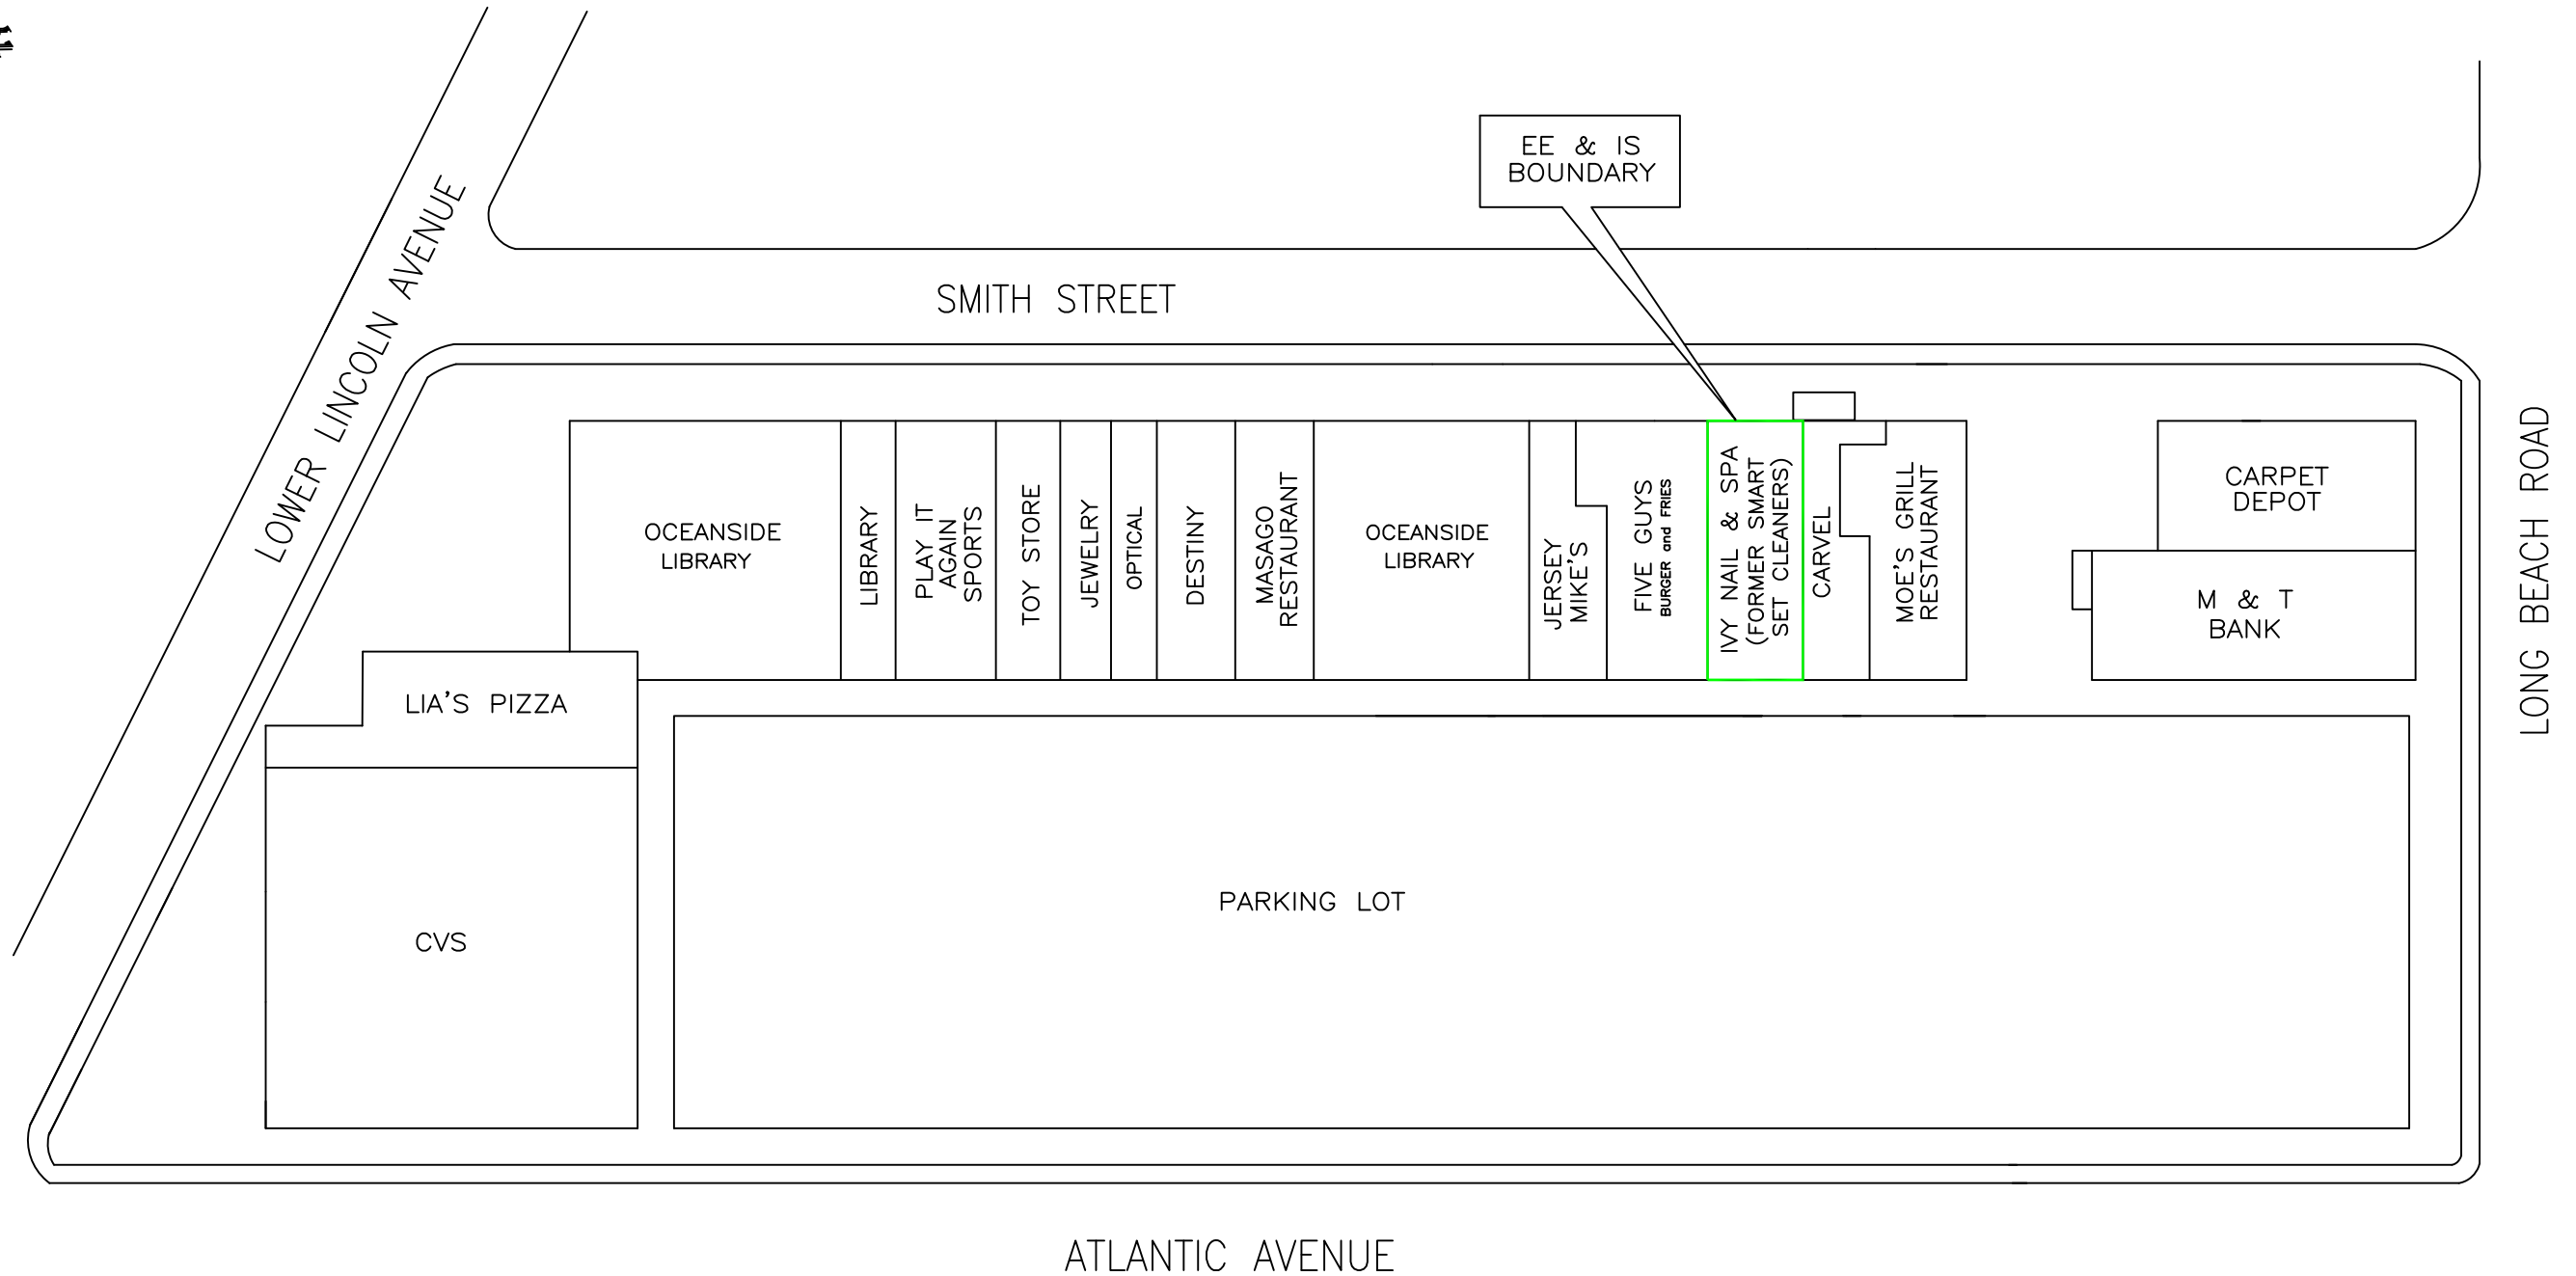 EE & IS
BOUNDARY
SMITH STREET
LOWER LINCOLN AVENUE
OCEANSIDE
LIBRARY
LIBRARY
PLAY IT
AGAIN
SPORTS
TOY STORE
JEWELRY
OPTICAL
DESTINY
MASAGO
RESTAURANT
OCEANSIDE
LIBRARY
JERSEY
MIKE'S
FIVE GUYS
BURGER and FRIES
IVY NAIL & SPA
(FORMER SMART
SET CLEANERS)
CARVEL
MOE'S GRILL
RESTAURANT
CARPET
DEPOT
M & T
BANK
LONG BEACH ROAD
LIA'S PIZZA
CVS
PARKING LOT
ATLANTIC AVENUE